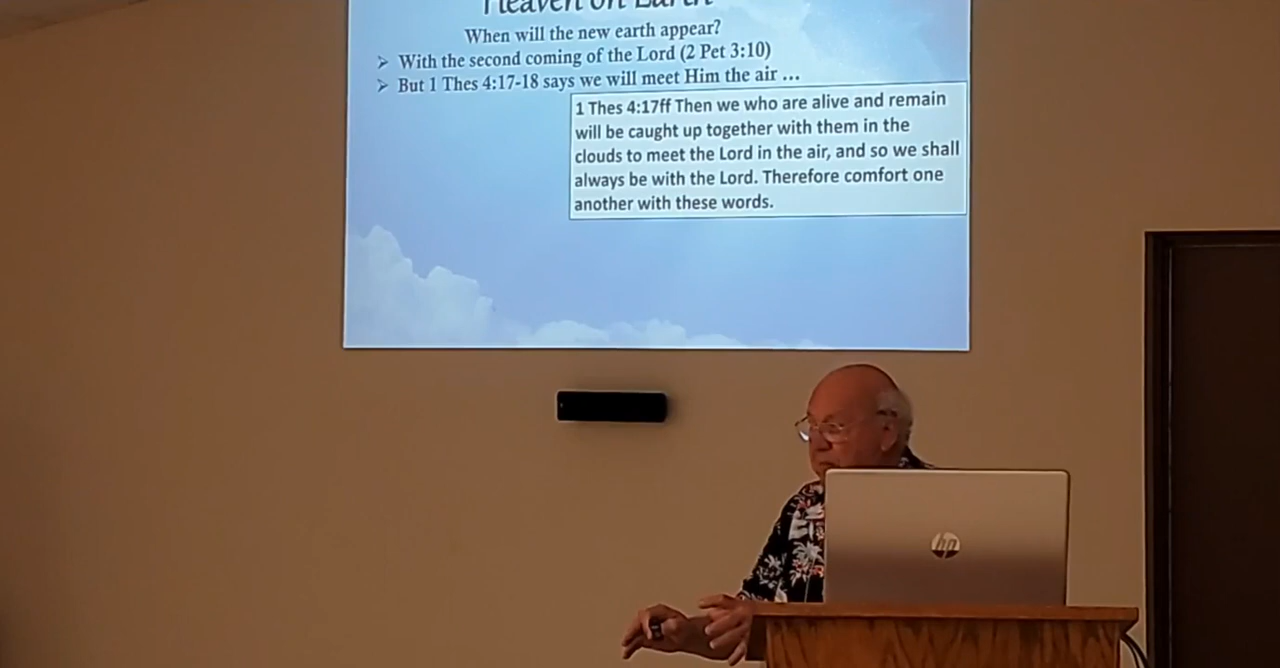 Heaven on Earth
When will the new earth appear?
➢ With the second coming of the Lord (2 Pet 3:10)
➢ But 1 Thes 4:17-18 says we will meet Him the air ...
1 Thes 4:17ff Then we who are alive and remain
will be caught up together with them in the
clouds to meet the Lord in the air, and so we shall
always be with the Lord. Therefore comfort one
another with these words.
hp